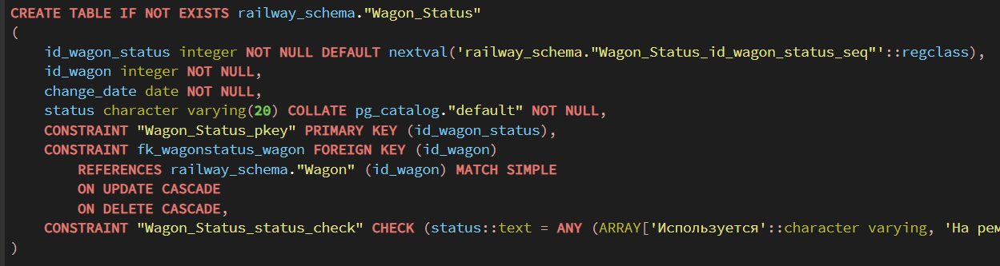 CREATE TABLE IF NOT EXISTS railway_schema."Wagon_Status"
(
    id_wagon_status integer NOT NULL DEFAULT nextval('railway_schema."Wagon_Status_id_wagon_status_seq"'::regclass),
    id_wagon integer NOT NULL,
    change_date date NOT NULL,
    status character varying(20) COLLATE pg_catalog."default" NOT NULL,
    CONSTRAINT "Wagon_Status_pkey" PRIMARY KEY (id_wagon_status),
    CONSTRAINT fk_wagonstatus_wagon FOREIGN KEY (id_wagon)
        REFERENCES railway_schema."Wagon" (id_wagon) MATCH SIMPLE
        ON UPDATE CASCADE
        ON DELETE CASCADE,
    CONSTRAINT "Wagon_Status_status_check" CHECK (status::text = ANY (ARRAY['Используется'::character varying, 'На рем
)